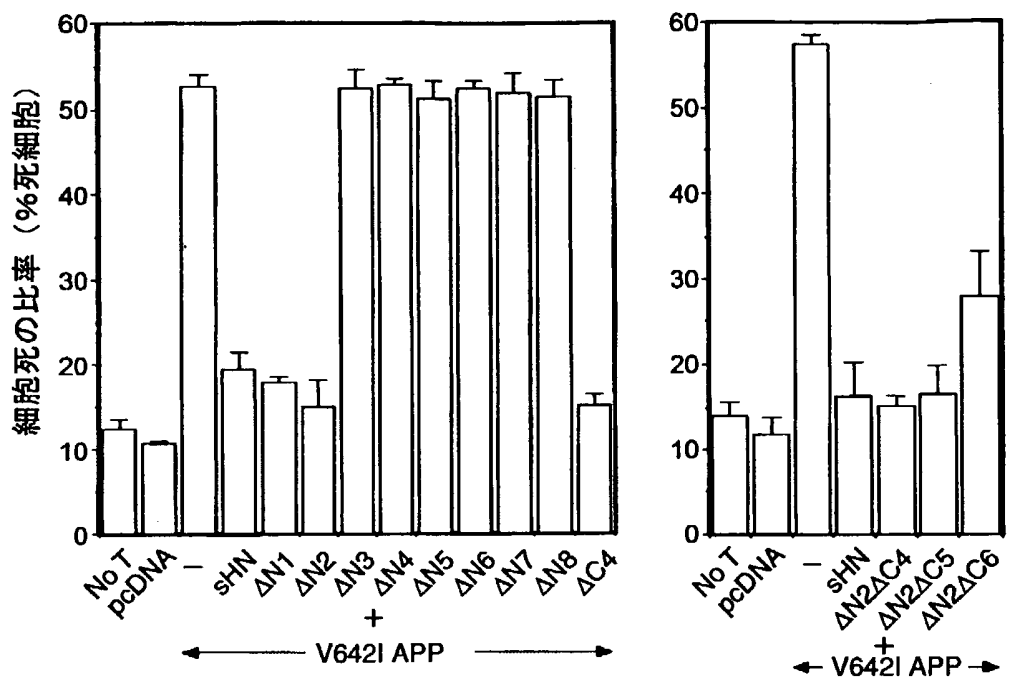 細胞死の比率 (%死細胞)
60
50
40
30
20
10
0
No T
pcDNA
–
sHN
ΔN1
ΔN2
ΔN3
ΔN4
ΔN5
ΔN6
ΔN7
ΔN8
ΔC4
+
V642I APP
60
50
40
30
20
10
0
No T
pcDNA
–
sHN
ΔN2ΔC4
ΔN2ΔC5
ΔN2ΔC6
+
V642I APP